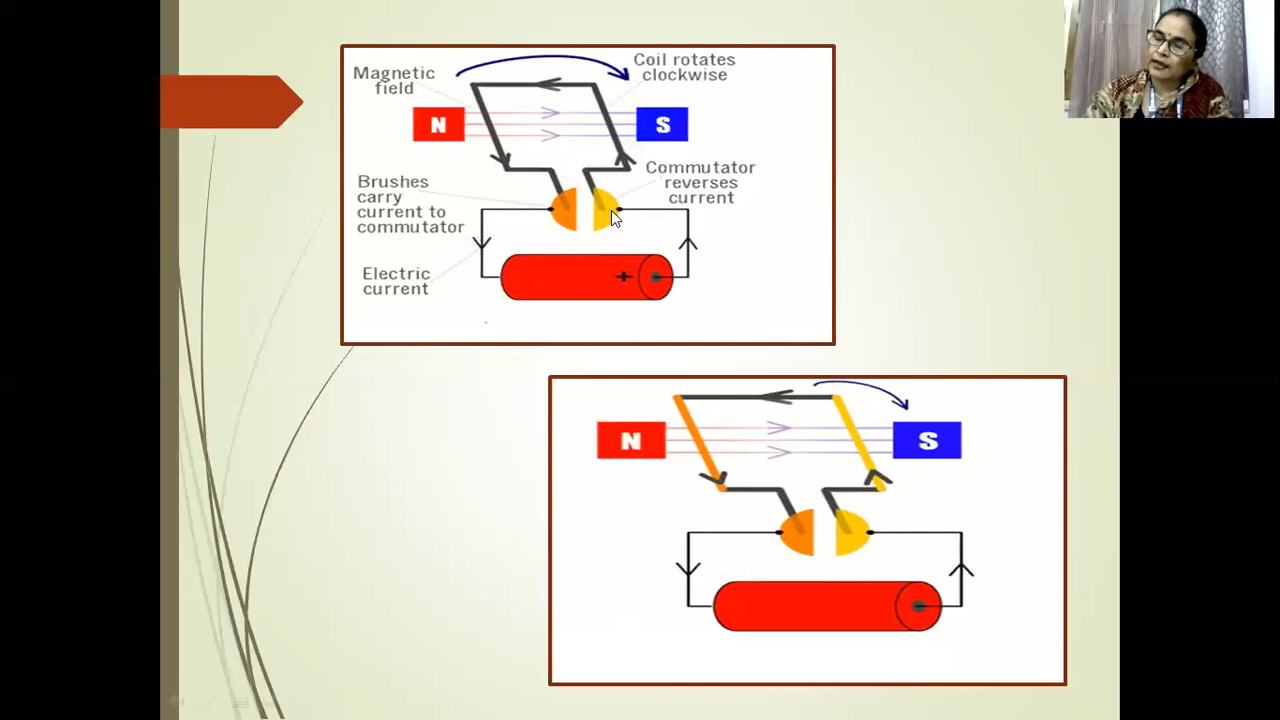 Magnetic
field
Coil rotates
clockwise
N
S
Brushes
carry
current to
commutator
Commutator
reverses
current
Electric
current
+
N
S